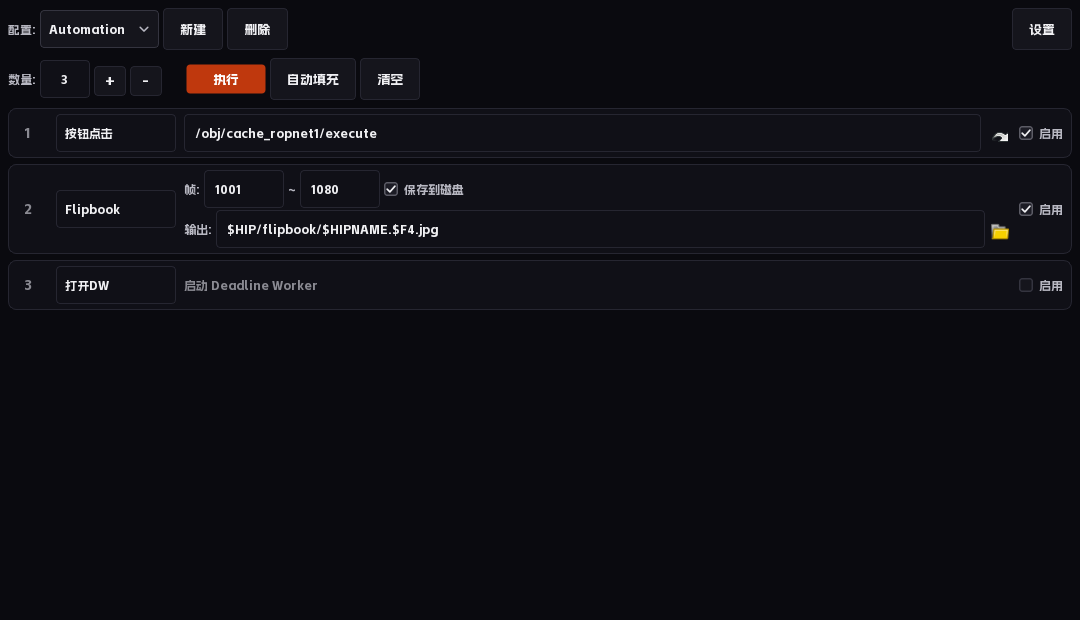 配置: Automation 新建 删除 设置
数量: 3 + - 执行 自动填充 清空
1 按钮点击 /obj/cache_ropnet1/execute 启用
帧: 1001 ~ 1080 保存到磁盘
2 Flipbook 启用
输出: $HIP/flipbook/$HIPNAME.$F4.jpg
3 打开DW 启动 Deadline Worker 启用